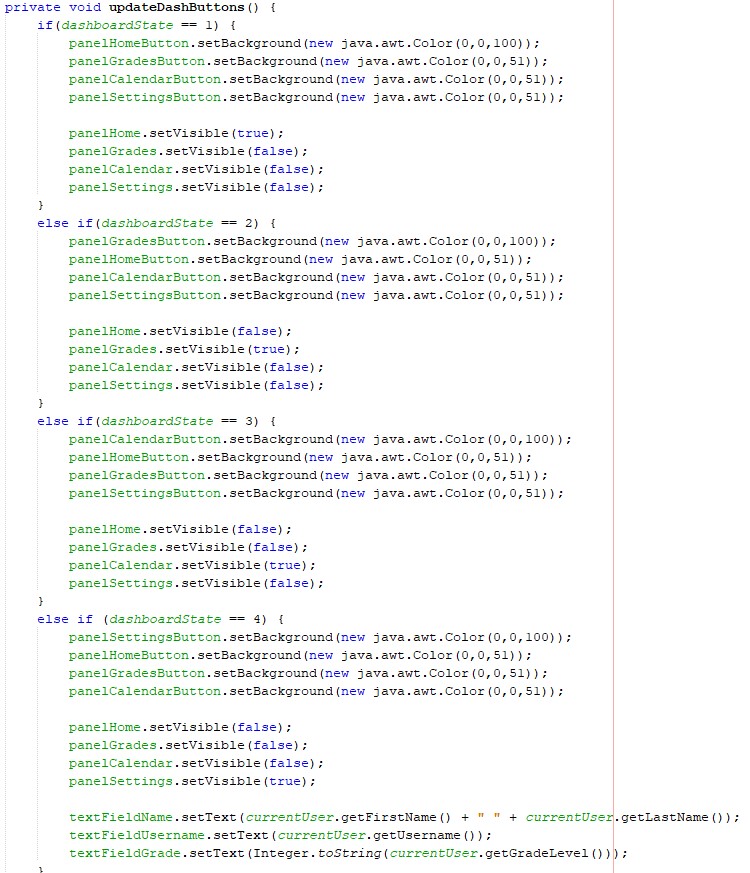 private void updateDashButtons() {
    if(dashboardState == 1) {
        panelHomeButton.setBackground(new java.awt.Color(0,0,100));
        panelGradesButton.setBackground(new java.awt.Color(0,0,51));
        panelCalendarButton.setBackground(new java.awt.Color(0,0,51));
        panelSettingsButton.setBackground(new java.awt.Color(0,0,51));

        panelHome.setVisible(true);
        panelGrades.setVisible(false);
        panelCalendar.setVisible(false);
        panelSettings.setVisible(false);
    }
    else if(dashboardState == 2) {
        panelGradesButton.setBackground(new java.awt.Color(0,0,100));
        panelHomeButton.setBackground(new java.awt.Color(0,0,51));
        panelCalendarButton.setBackground(new java.awt.Color(0,0,51));
        panelSettingsButton.setBackground(new java.awt.Color(0,0,51));

        panelHome.setVisible(false);
        panelGrades.setVisible(true);
        panelCalendar.setVisible(false);
        panelSettings.setVisible(false);
    }
    else if(dashboardState == 3) {
        panelCalendarButton.setBackground(new java.awt.Color(0,0,100));
        panelHomeButton.setBackground(new java.awt.Color(0,0,51));
        panelGradesButton.setBackground(new java.awt.Color(0,0,51));
        panelSettingsButton.setBackground(new java.awt.Color(0,0,51));

        panelHome.setVisible(false);
        panelGrades.setVisible(false);
        panelCalendar.setVisible(true);
        panelSettings.setVisible(false);
    }
    else if (dashboardState == 4) {
        panelSettingsButton.setBackground(new java.awt.Color(0,0,100));
        panelHomeButton.setBackground(new java.awt.Color(0,0,51));
        panelGradesButton.setBackground(new java.awt.Color(0,0,51));
        panelCalendarButton.setBackground(new java.awt.Color(0,0,51));

        panelHome.setVisible(false);
        panelGrades.setVisible(false);
        panelCalendar.setVisible(false);
        panelSettings.setVisible(true);

        textFieldName.setText(currentUser.getFirstName() + " " + currentUser.getLastName());
        textFieldUsername.setText(currentUser.getUsername());
        textFieldGrade.setText(Integer.toString(currentUser.getGradeLevel()));
    }